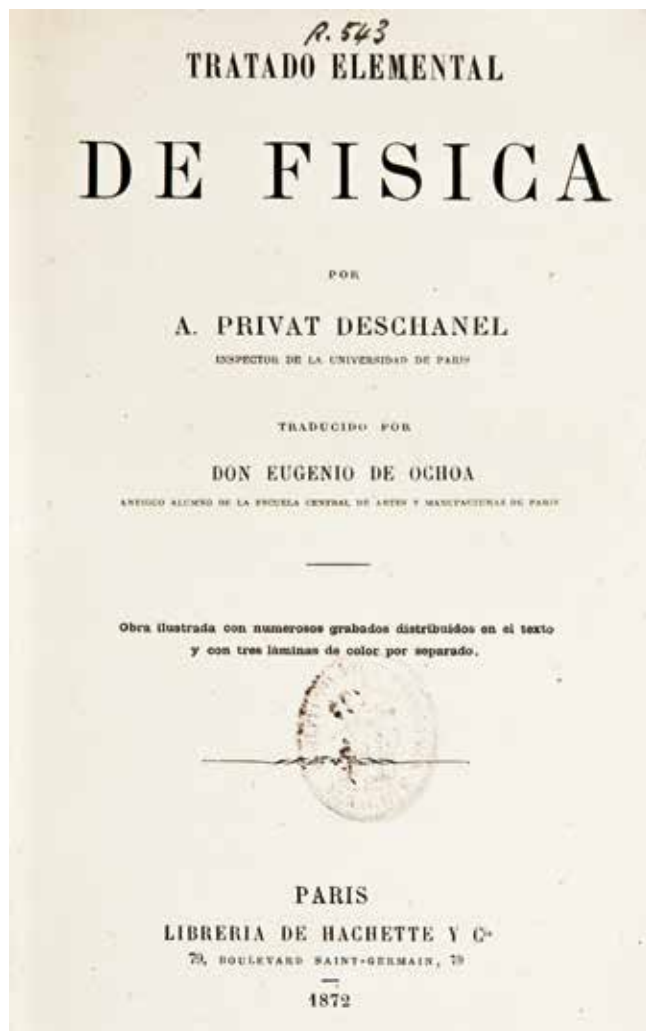 R. 543
TRATADO ELEMENTAL
DE FISICA
POR
A. PRIVAT DESCHANEL
INSPECTOR DE LA UNIVERSIDAD DE PARIS
TRADUCIDO POR
DON EUGENIO DE OCHOA
ANTIGUO ALUMNO DE LA ESCUELA CENTRAL DE ARTES Y MANUFACTURAS DE PARIS
Obra ilustrada con numerosos grabados distribuidos en el texto
y con tres láminas de color por separado.
PARIS
LIBRERIA DE HACHETTE Y Cia
79, BOULEVARD SAINT-GERMAIN, 79
1872